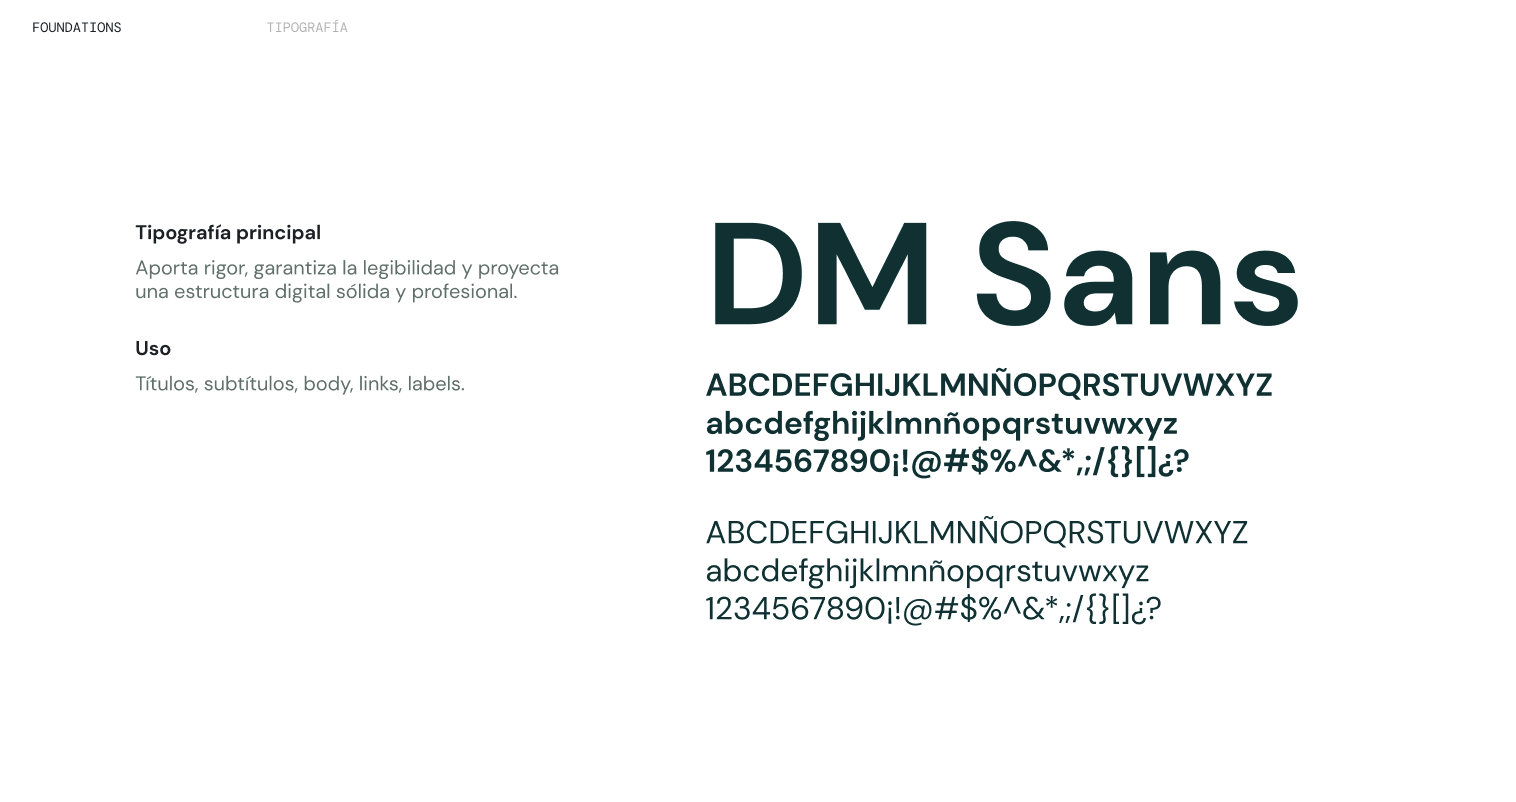 FOUNDATIONS
TIPOGRAFÍA
Tipografía principal
Aporta rigor, garantiza la legibilidad y proyecta
una estructura digital sólida y profesional.
Uso
Títulos, subtítulos, body, links, labels.
DM Sans
ABCDEFGHIJKLMNÑOPQRSTUVWXYZ
abcdefghijklmnñopqrstuvwxyz
1234567890¡!@#$%^&*,;/{}[]¿?
ABCDEFGHIJKLMNÑOPQRSTUVWXYZ
abcdefghijklmnñopqrstuvwxyz
1234567890¡!@#$%^&*,;/{}[]¿?